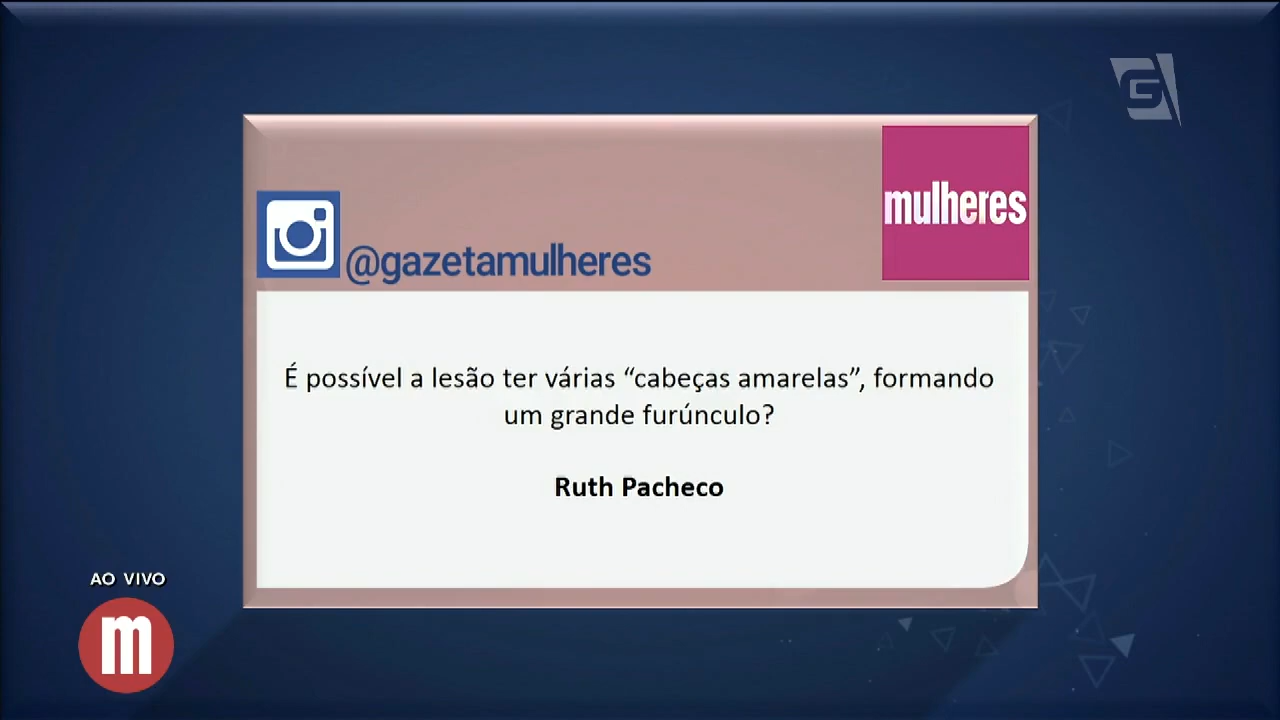 mulheres
@gazetamulheres
É possível a lesão ter várias “cabeças amarelas”, formando
um grande furúnculo?
Ruth Pacheco
AO VIVO
m
G